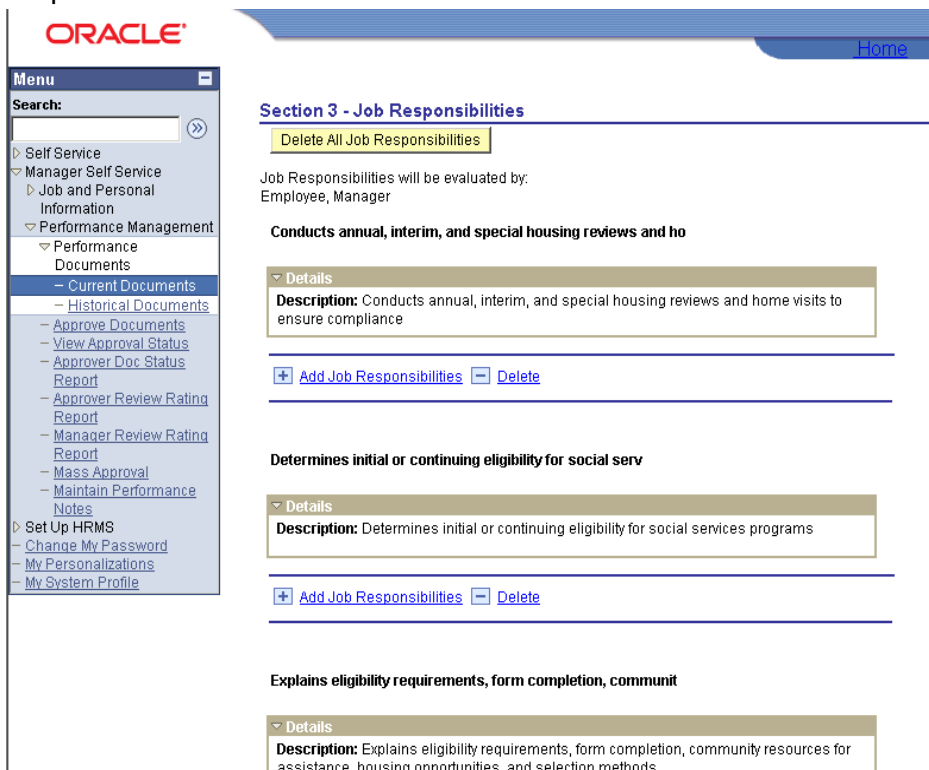 ORACLE
Home
Menu
Search:
Self Service
Manager Self Service
Job and Personal
Information
Performance Management
Performance
Documents
– Current Documents
– Historical Documents
– Approve Documents
– View Approval Status
– Approver Doc Status
Report
– Approver Review Rating
Report
– Manager Review Rating
Report
– Mass Approval
– Maintain Performance
Notes
Set Up HRMS
– Change My Password
– My Personalizations
– My System Profile
Section 3 - Job Responsibilities
Delete All Job Responsibilities
Job Responsibilities will be evaluated by:
Employee, Manager
Conducts annual, interim, and special housing reviews and ho
Details
Description: Conducts annual, interim, and special housing reviews and home visits to
ensure compliance
Add Job Responsibilities Delete
Determines initial or continuing eligibility for social serv
Details
Description: Determines initial or continuing eligibility for social services programs
Add Job Responsibilities Delete
Explains eligibility requirements, form completion, communit
Details
Description: Explains eligibility requirements, form completion, community resources for
assistance, housing opportunities, and selection methods